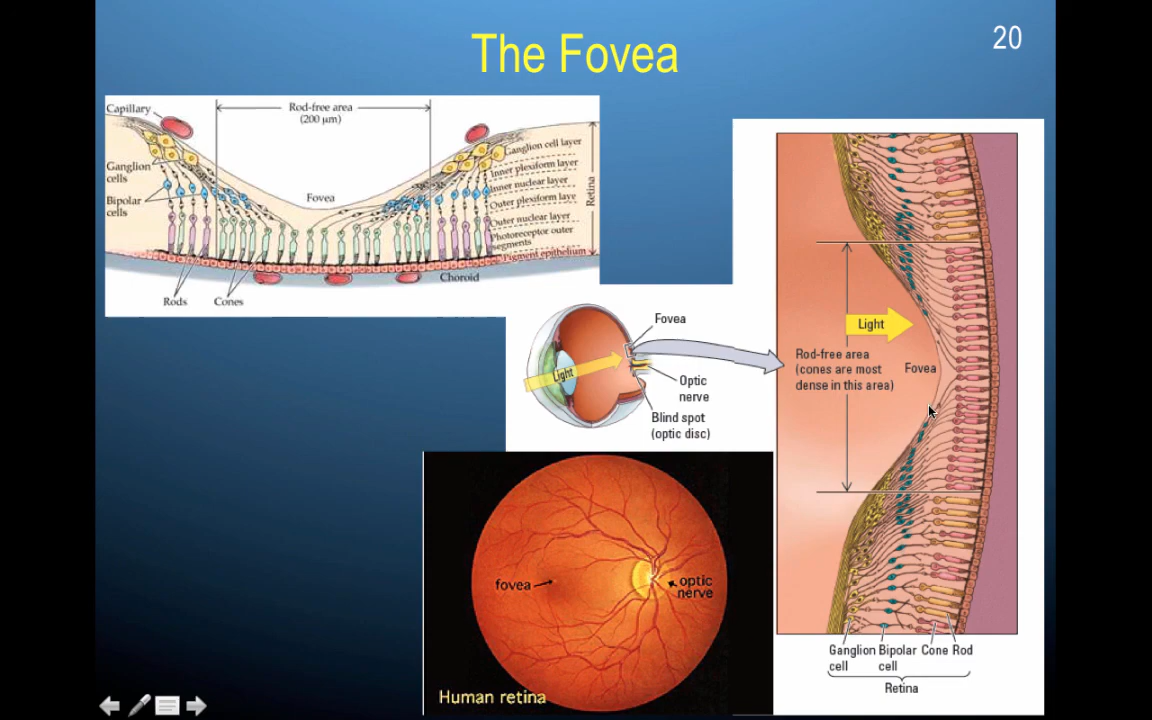 The Fovea
20
Capillary
Rod-free area
(200 μm)
Ganglion
cells
Bipolar
cells
Fovea
Ganglion cell layer
Inner plexiform layer
Inner nuclear layer
Outer plexiform laye
Outer nuclear layer
Photoreceptor outer
segments
Pigment epithelium
Retina
Choroid
Rods
Cones
Fovea
Light
Optic
nerve
Blind spot
(optic disc)
Light
Rod-free area
(cones are most
dense in this area)
Fovea
Ganglion
cell
Bipolar
cell
Cone
Rod
Retina
fovea
optic
nerve
Human retina